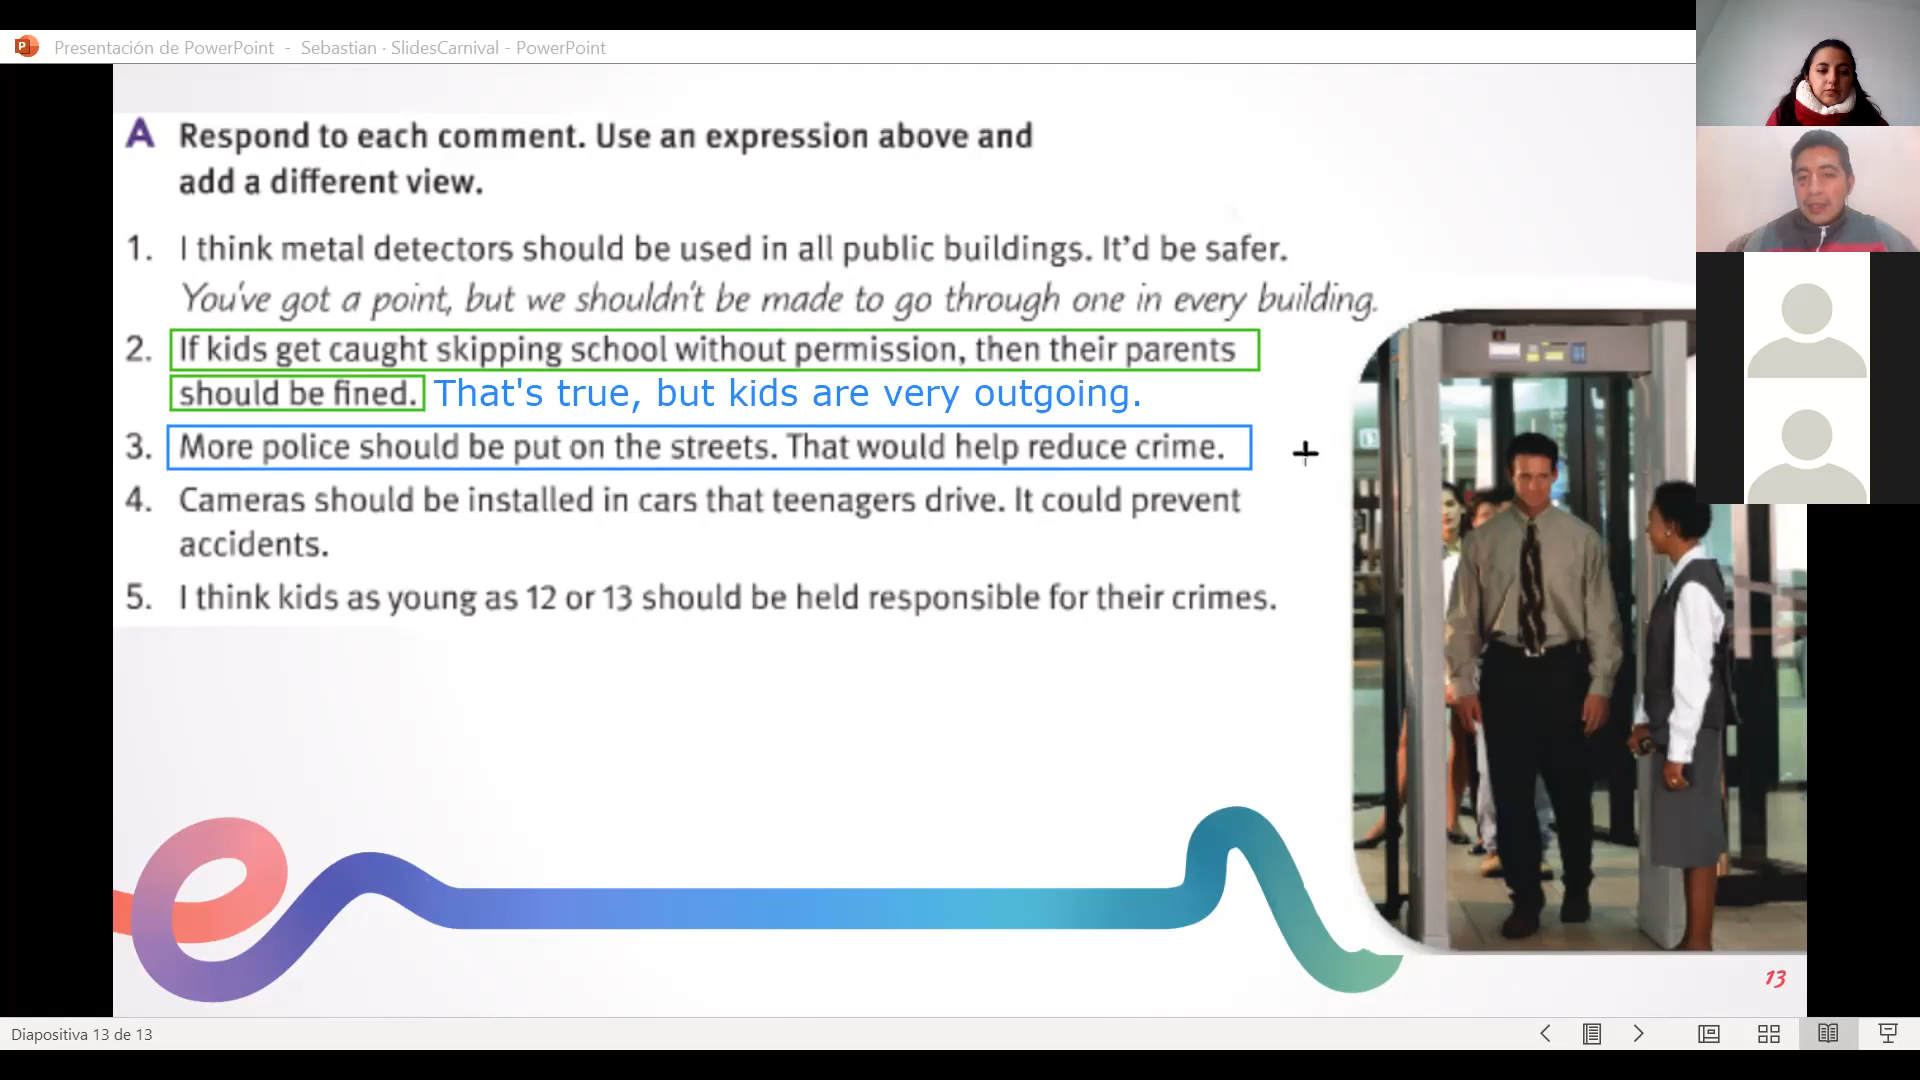 Presentación de PowerPoint - Sebastian · SlidesCarnival - PowerPoint
A Respond to each comment. Use an expression above and
add a different view.
1. I think metal detectors should be used in all public buildings. It'd be safer.
You've got a point, but we shouldn't be made to go through one in every building.
2. If kids get caught skipping school without permission, then their parents
should be fined. That's true, but kids are very outgoing.
3. More police should be put on the streets. That would help reduce crime.
4. Cameras should be installed in cars that teenagers drive. It could prevent
accidents.
5. I think kids as young as 12 or 13 should be held responsible for their crimes.
13
Diapositiva 13 de 13